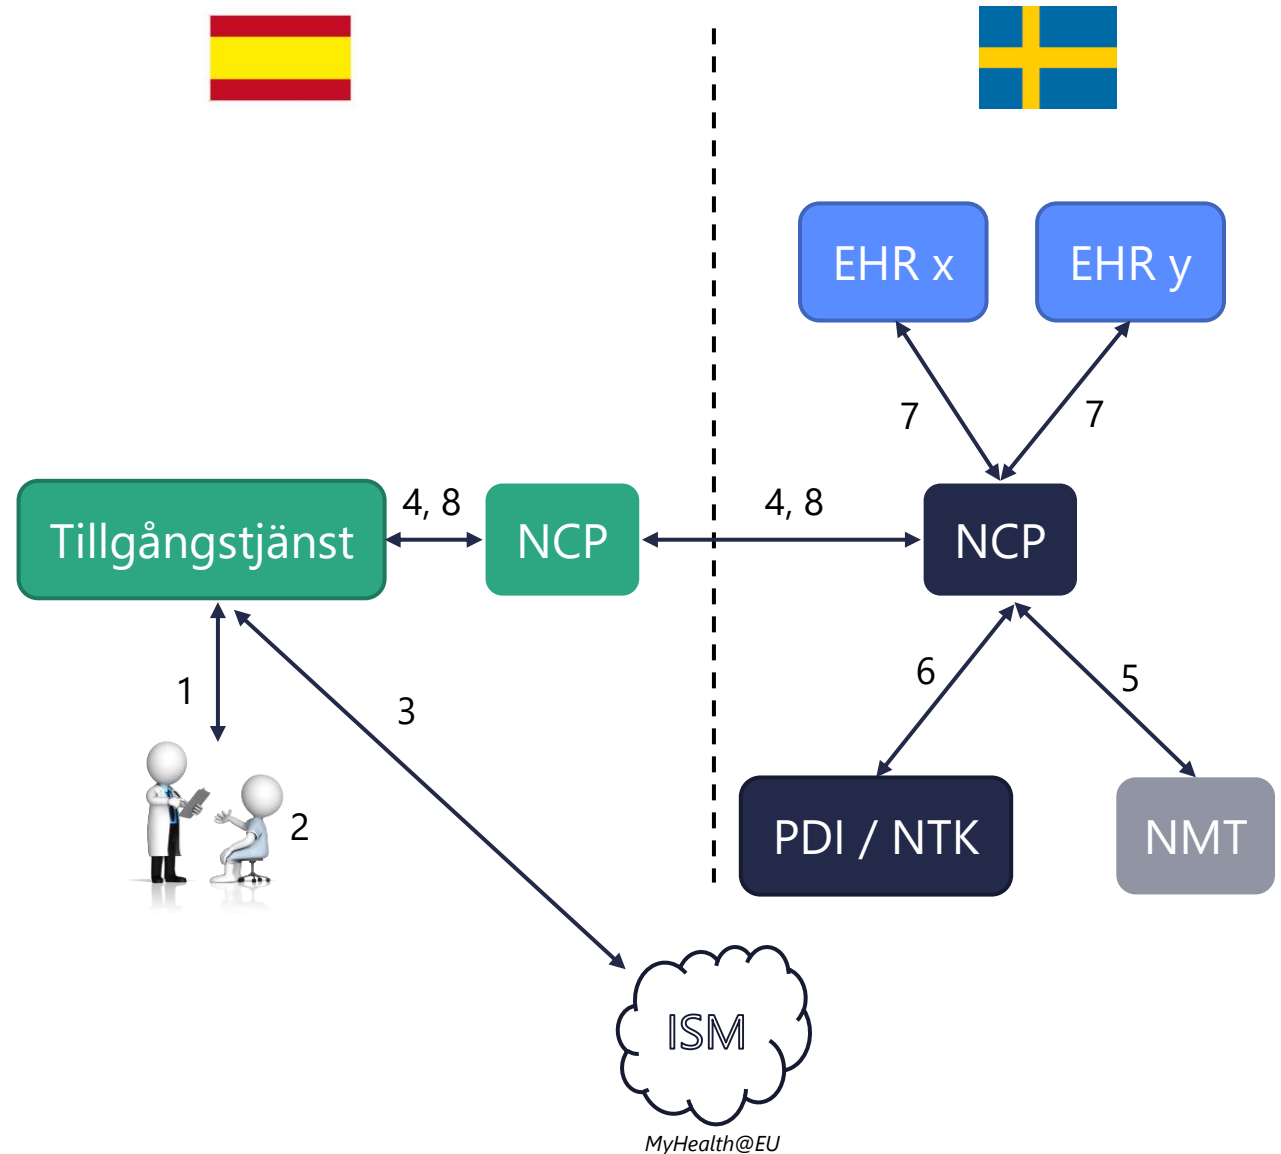 EHR x
EHR y
7
7
Tillgångstjänst
4, 8
NCP
4, 8
NCP
1
3
6
5
2
PDI / NTK
NMT
ISM
MyHealth@EU